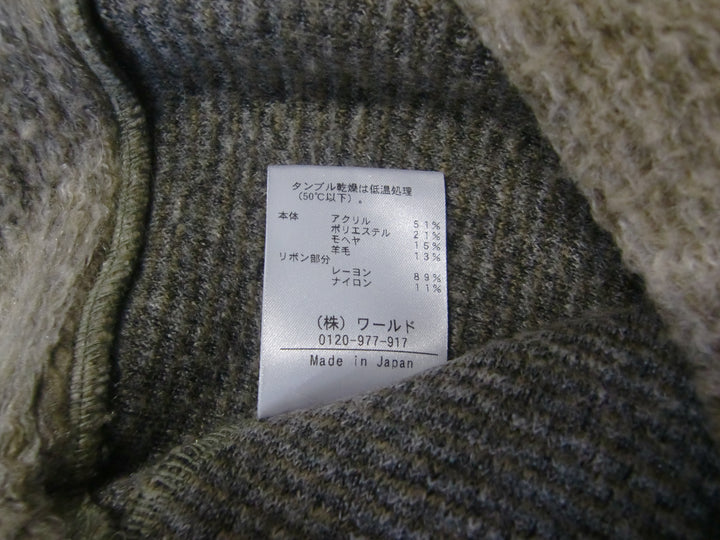 タンブル乾燥は低温処理
(50℃以下)。
本体 アクリル 51%
ポリエステル 21%
モヘヤ 15%
羊毛 13%
リボン部分
レーヨン 89%
ナイロン 11%
(株) ワールド
0120-977-917
Made in Japan